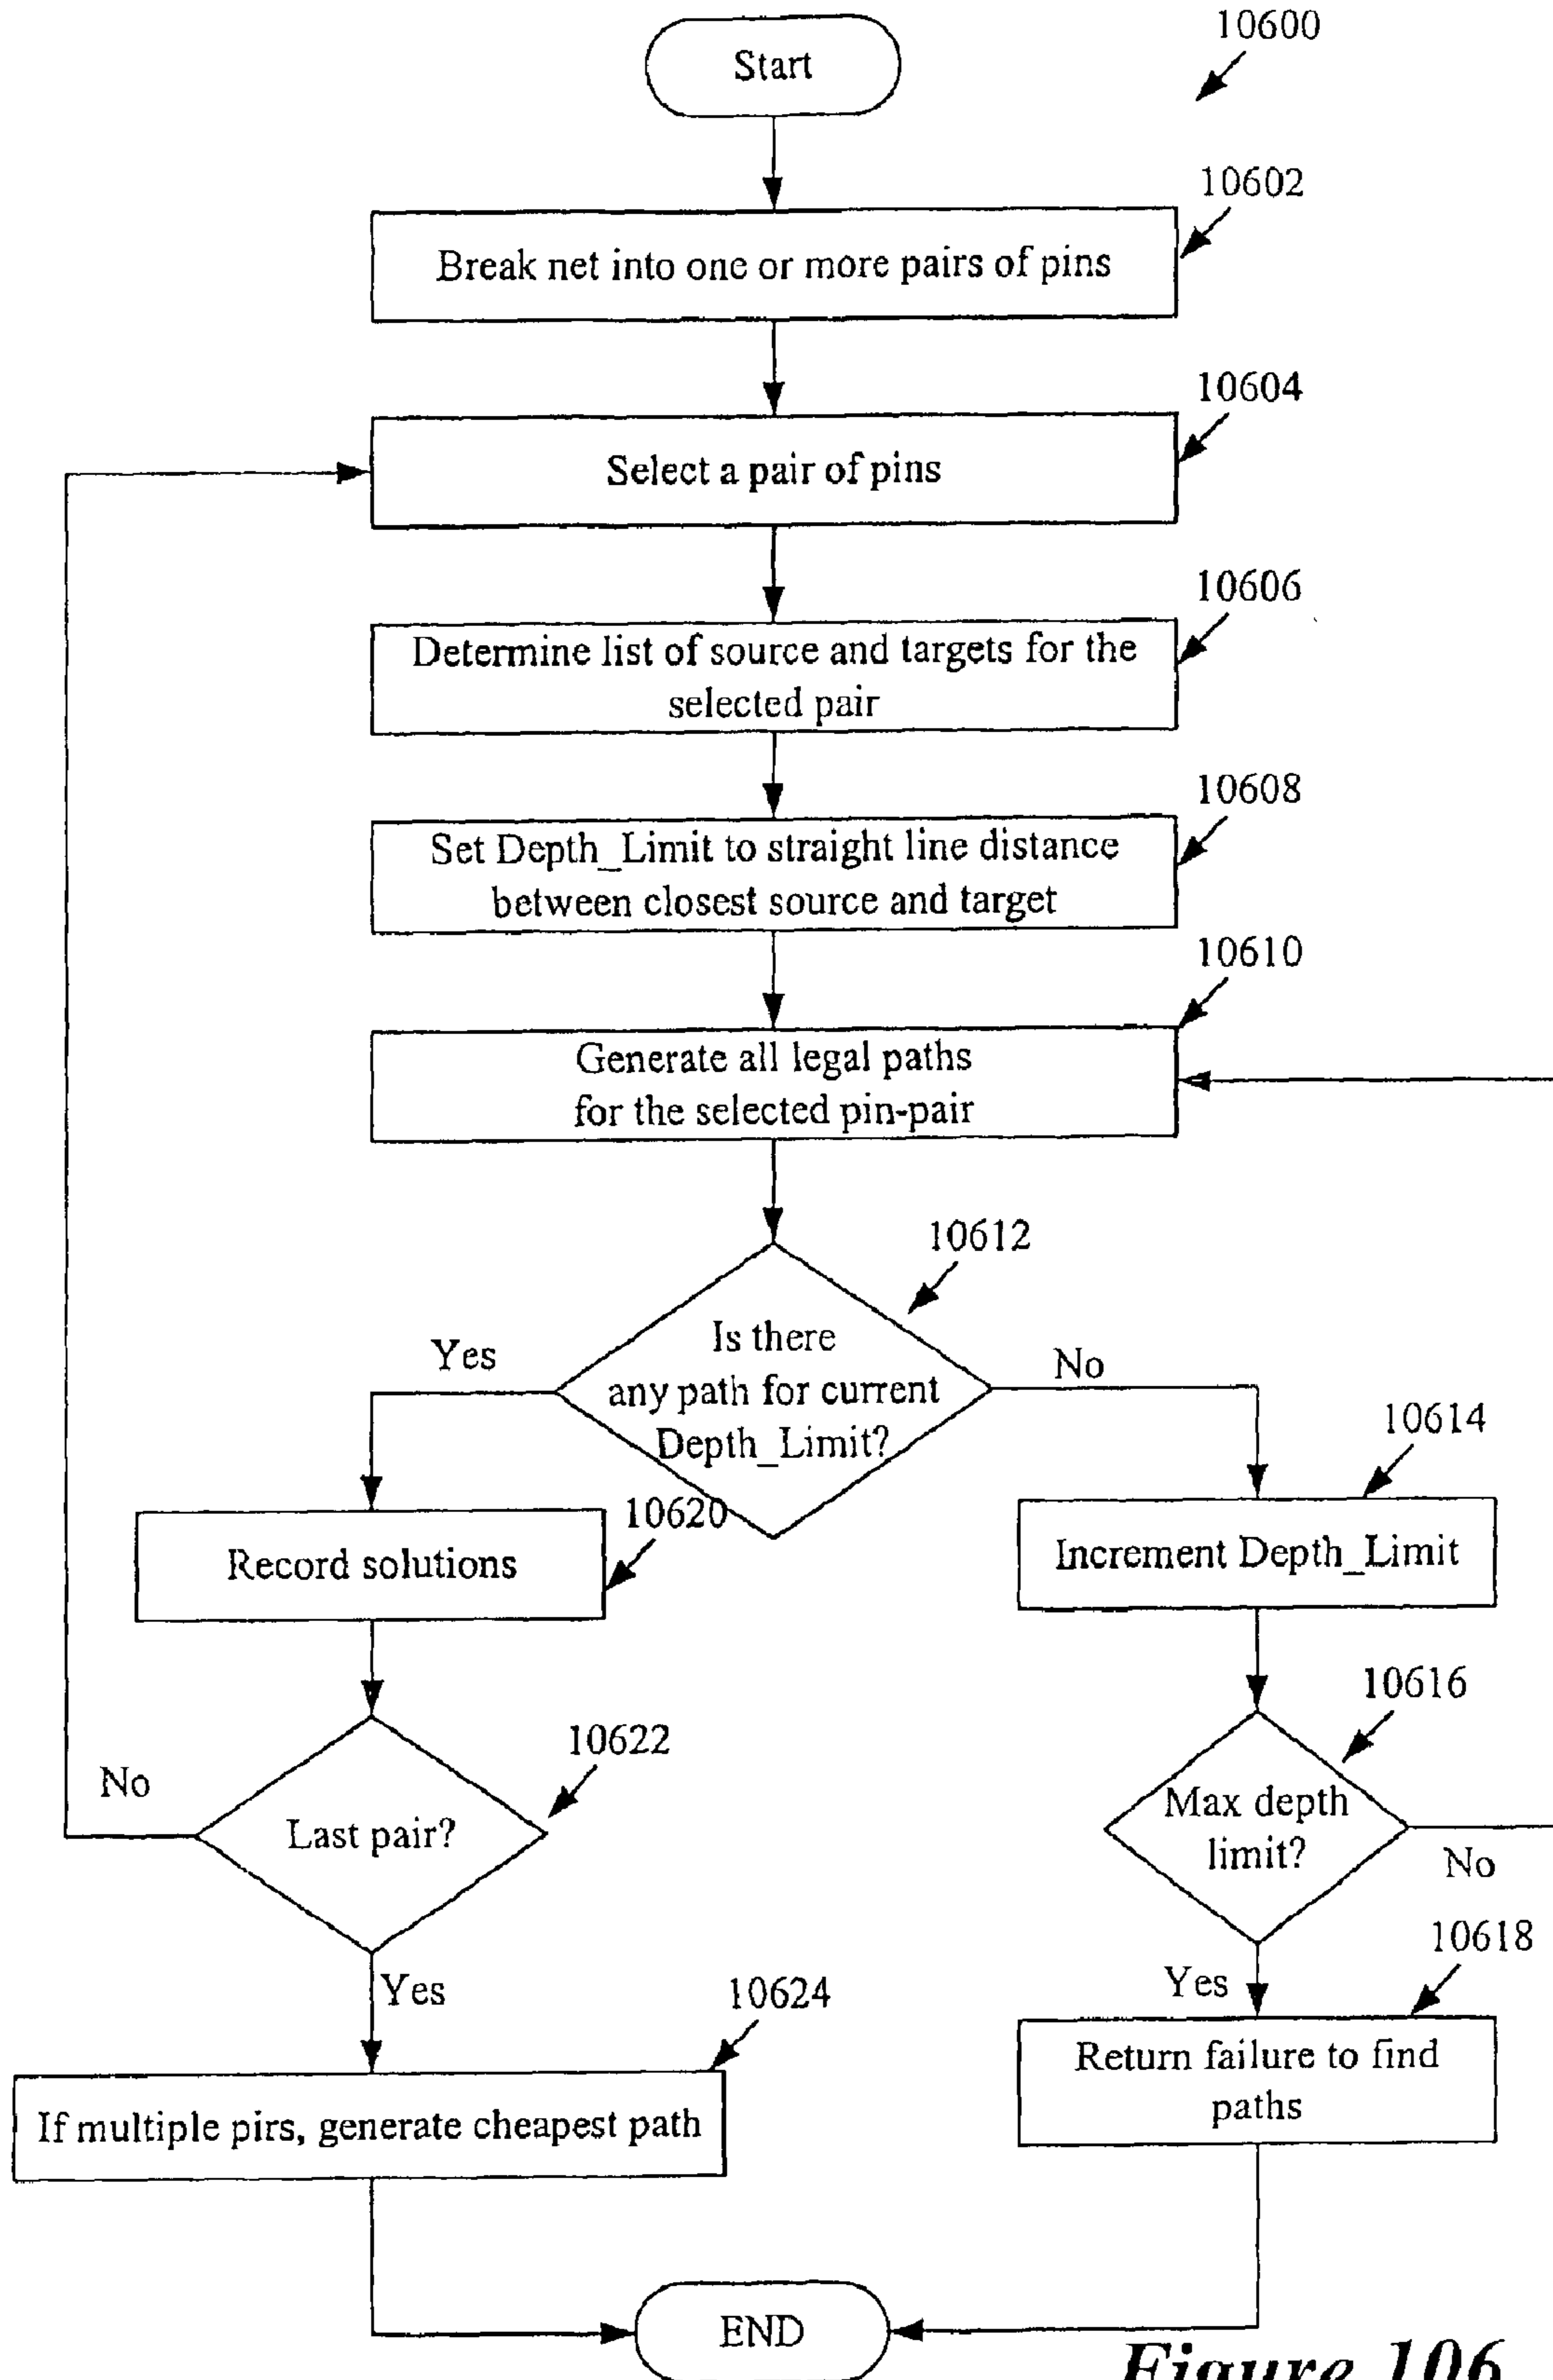 10600
Start
10602
Break net into one or more pairs of pins
10604
Select a pair of pins
10606
Determine list of source and targets for the
selected pair
10608
Set Depth_Limit to straight line distance
between closest source and target
10610
Generate all legal paths
for the selected pin-pair
10612
Is there
any path for current
Depth_Limit?
Yes
No
10614
10620
Record solutions
Increment Depth_Limit
10616
10622
No
Last pair?
Max depth
limit?
No
10618
Yes
Yes
10624
Return failure to find
paths
If multiple pirs, generate cheapest path
END
Figure 106